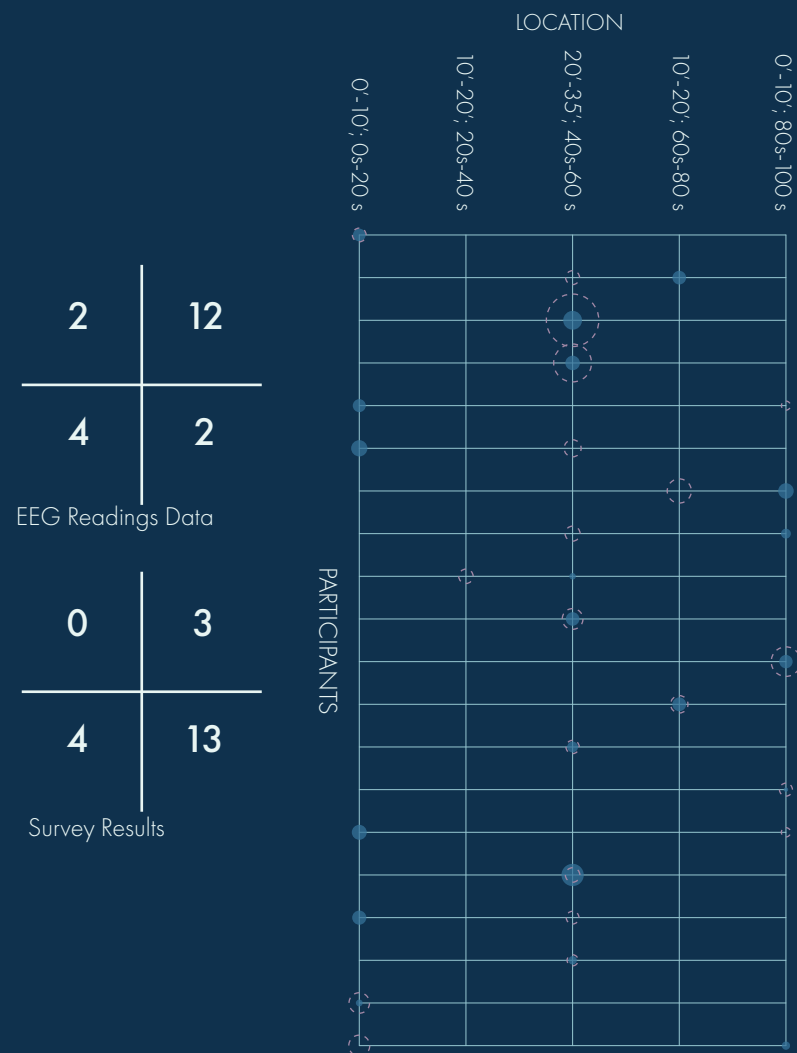 LOCATION
0'-10'; 0s-20 s
10'-20'; 20s-40 s
20'-35'; 40s-60 s
10'-20'; 60s-80 s
0'-10'; 80s-100 s
2 12
4 2
EEG Readings Data
0 3
4 13
Survey Results
PARTICIPANTS